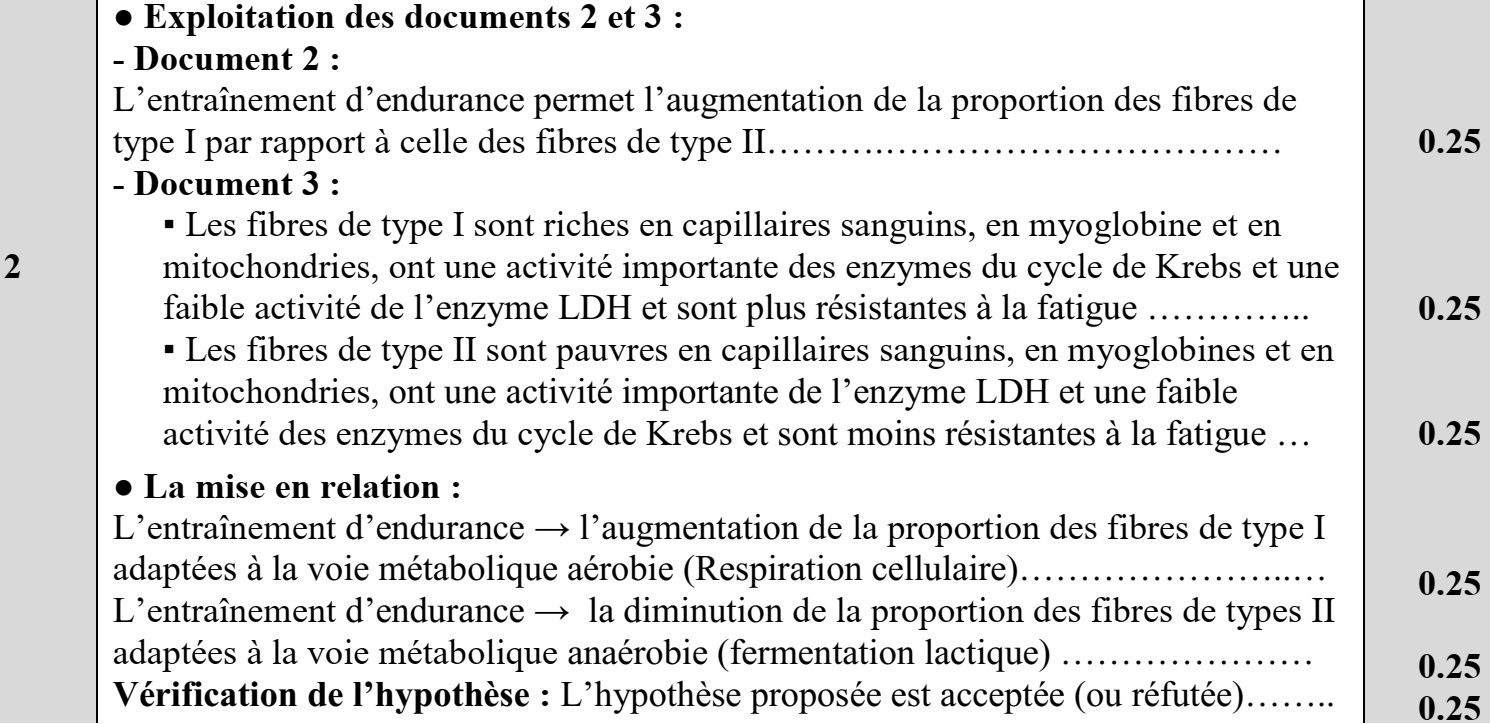 ● Exploitation des documents 2 et 3 :
- Document 2 :
L’entraînement d’endurance permet l’augmentation de la proportion des fibres de
type I par rapport à celle des fibres de type II……….………………………………… 0.25
- Document 3 :
▪ Les fibres de type I sont riches en capillaires sanguins, en myoglobine et en
2 mitochondries, ont une activité importante des enzymes du cycle de Krebs et une
faible activité de l’enzyme LDH et sont plus résistantes à la fatigue ………….. 0.25
▪ Les fibres de type II sont pauvres en capillaires sanguins, en myoglobines et en
mitochondries, ont une activité importante de l’enzyme LDH et une faible
activité des enzymes du cycle de Krebs et sont moins résistantes à la fatigue … 0.25
● La mise en relation :
L’entraînement d’endurance → l’augmentation de la proportion des fibres de type I
adaptées à la voie métabolique aérobie (Respiration cellulaire)…………………..… 0.25
L’entraînement d’endurance → la diminution de la proportion des fibres de types II
adaptées à la voie métabolique anaérobie (fermentation lactique) ………………… 0.25
Vérification de l’hypothèse : L’hypothèse proposée est acceptée (ou réfutée)…….. 0.25